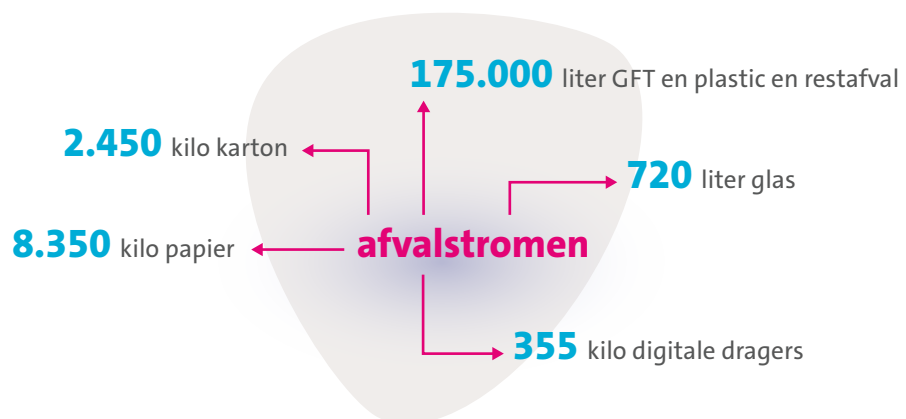 175.000 liter GFT en plastic en restafval
2.450 kilo karton
720 liter glas
8.350 kilo papier
afvalstromen
355 kilo digitale dragers